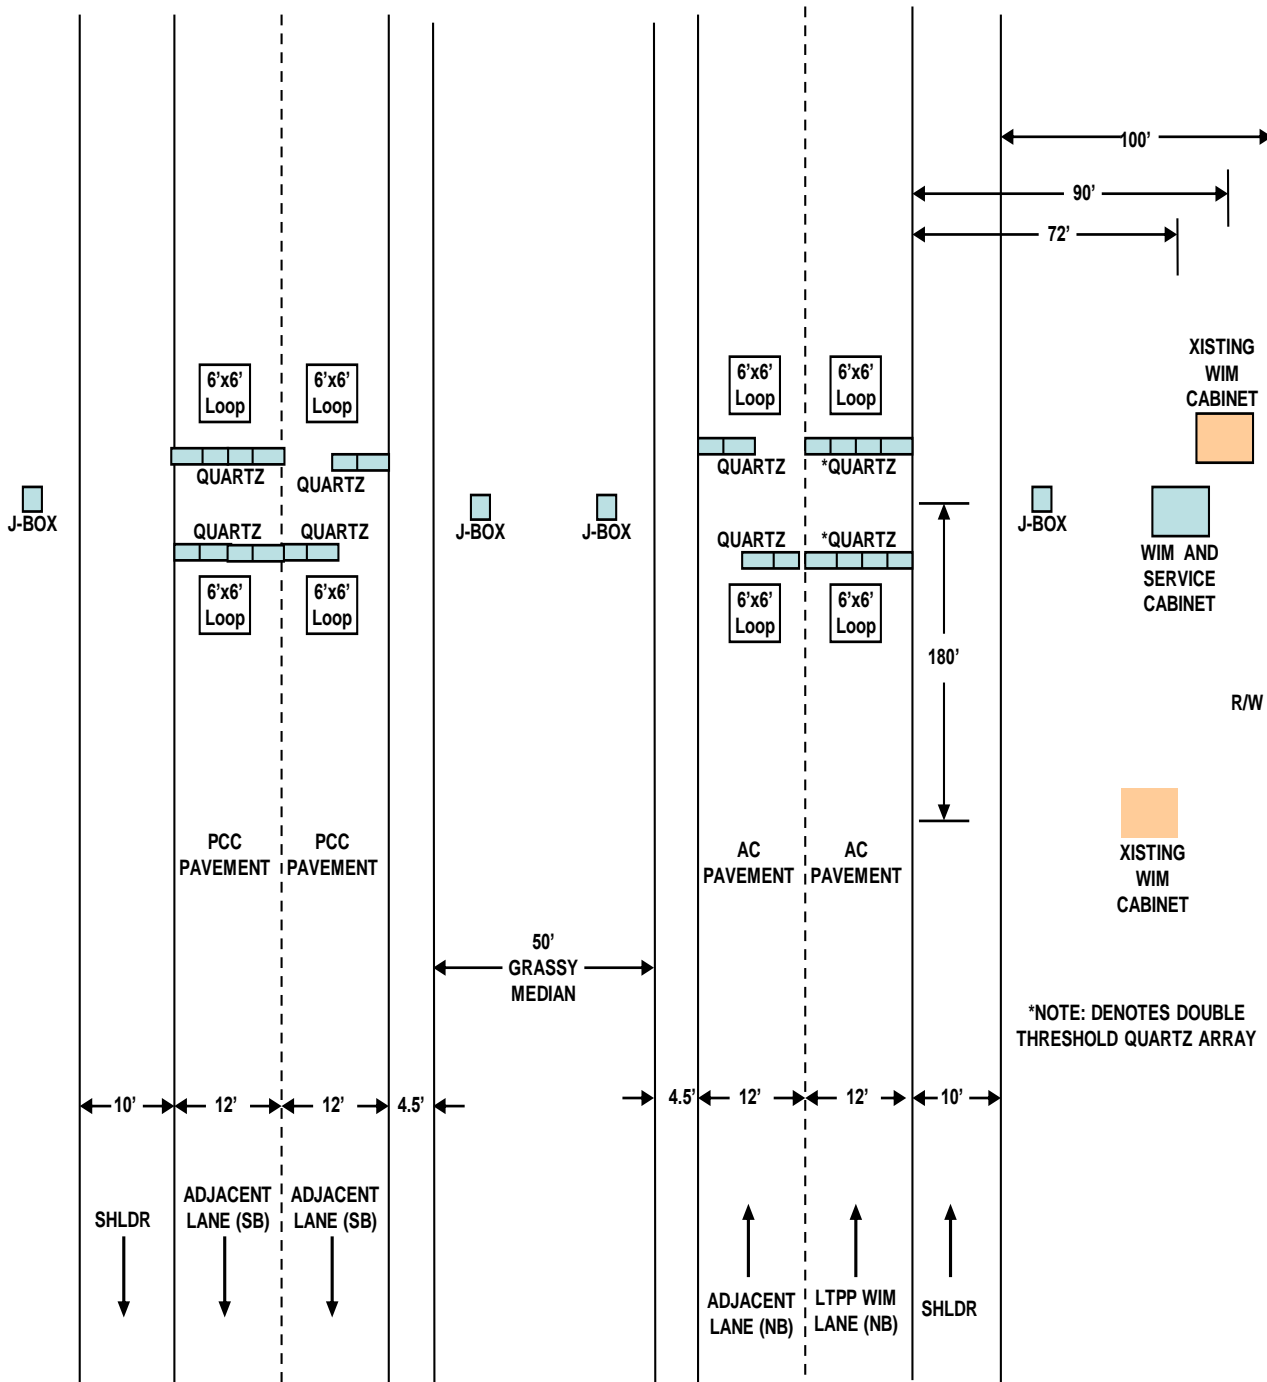 100’
90’
72’
XISTING
WIM
CABINET
6’x6’
Loop
6’x6’
Loop
6’x6’
Loop
6’x6’
Loop
QUARTZ
QUARTZ
QUARTZ
*QUARTZ
J-BOX
J-BOX
J-BOX
J-BOX
QUARTZ
QUARTZ
QUARTZ
*QUARTZ
WIM AND
SERVICE
CABINET
6’x6’
Loop
6’x6’
Loop
6’x6’
Loop
6’x6’
Loop
180’
R/W
PCC
PAVEMENT
PCC
PAVEMENT
AC
PAVEMENT
AC
PAVEMENT
XISTING
WIM
CABINET
50’
GRASSY
MEDIAN
*NOTE: DENOTES DOUBLE
THRESHOLD QUARTZ ARRAY
10’
12’
12’
4.5’
4.5’
12’
12’
10’
SHLDR
ADJACENT
LANE (SB)
ADJACENT
LANE (SB)
ADJACENT
LANE (NB)
LTPP WIM
LANE (NB)
SHLDR